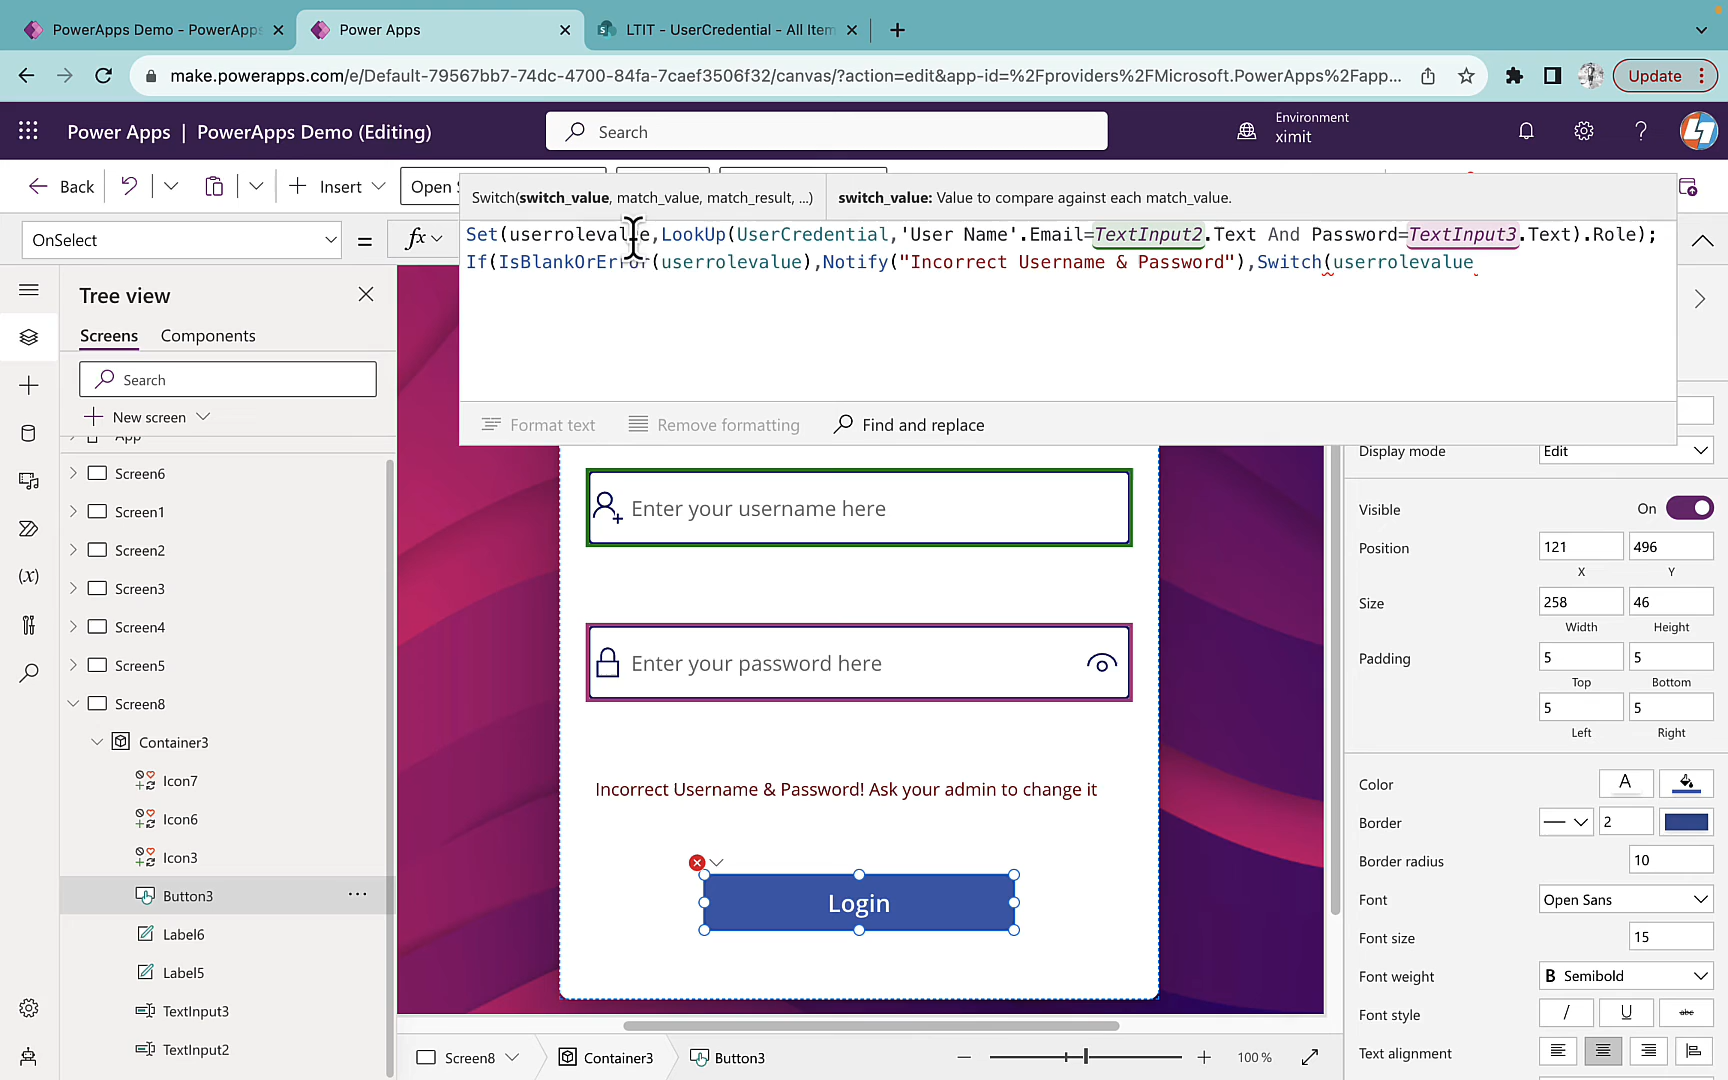 PowerApps Demo - PowerApps
Power Apps
LTIT - UserCredential - All Item
make.powerapps.com/e/Default-79567bb7-74dc-4700-84fa-7caef3506f32/canvas/?action=edit&app-id=%2Fproviders%2FMicrosoft.PowerApps%2Fapp...
Update
Power Apps | PowerApps Demo (Editing)
Search
Environment
ximit
Back
Insert
Open
Switch(switch_value, match_value, match_result, ...)
switch_value: Value to compare against each match_value.
OnSelect
=
fx
Set(userrolevalue,LookUp(UserCredential,'User Name'.Email=TextInput2.Text And Password=TextInput3.Text).Role);
If(IsBlankOrError(userrolevalue),Notify("Incorrect Username & Password"),Switch(userrolevalue
Format text
Remove formatting
Find and replace
Tree view
Screens
Components
Search
New screen
App
Screen6
Screen1
Screen2
Screen3
Screen4
Screen5
Screen8
Container3
Icon7
Icon6
Icon3
Button3
Label6
Label5
TextInput3
TextInput2
Enter your username here
Enter your password here
Incorrect Username & Password! Ask your admin to change it
Login
Display mode
Edit
Visible
On
Position
121
496
X
Y
Size
258
46
Width
Height
Padding
5
5
Top
Bottom
5
5
Left
Right
Color
A
Border
2
Border radius
10
Font
Open Sans
Font size
15
Font weight
B Semibold
Font style
/
U
abc
Text alignment
Screen8
Container3
Button3
100 %